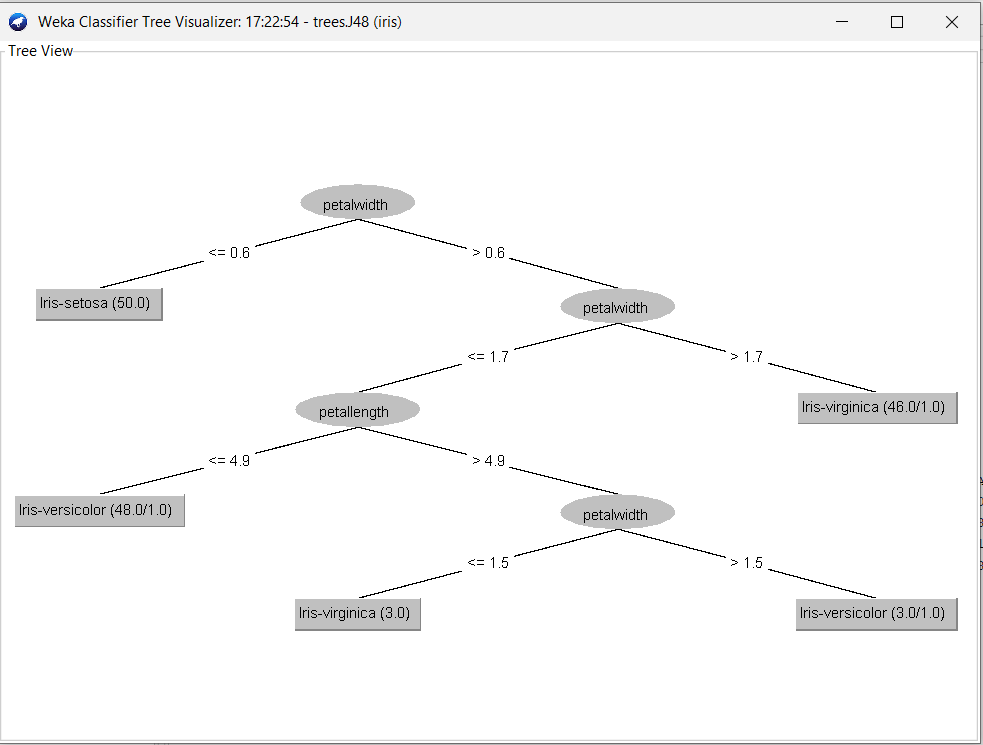 Weka Classifier Tree Visualizer: 17:22:54 - trees.J48 (iris)
Tree View
petalwidth
<= 0.6
> 0.6
Iris-setosa (50.0)
petalwidth
<= 1.7
> 1.7
petallength
Iris-virginica (46.0/1.0)
<= 4.9
> 4.9
Iris-versicolor (48.0/1.0)
petalwidth
<= 1.5
> 1.5
Iris-virginica (3.0)
Iris-versicolor (3.0/1.0)